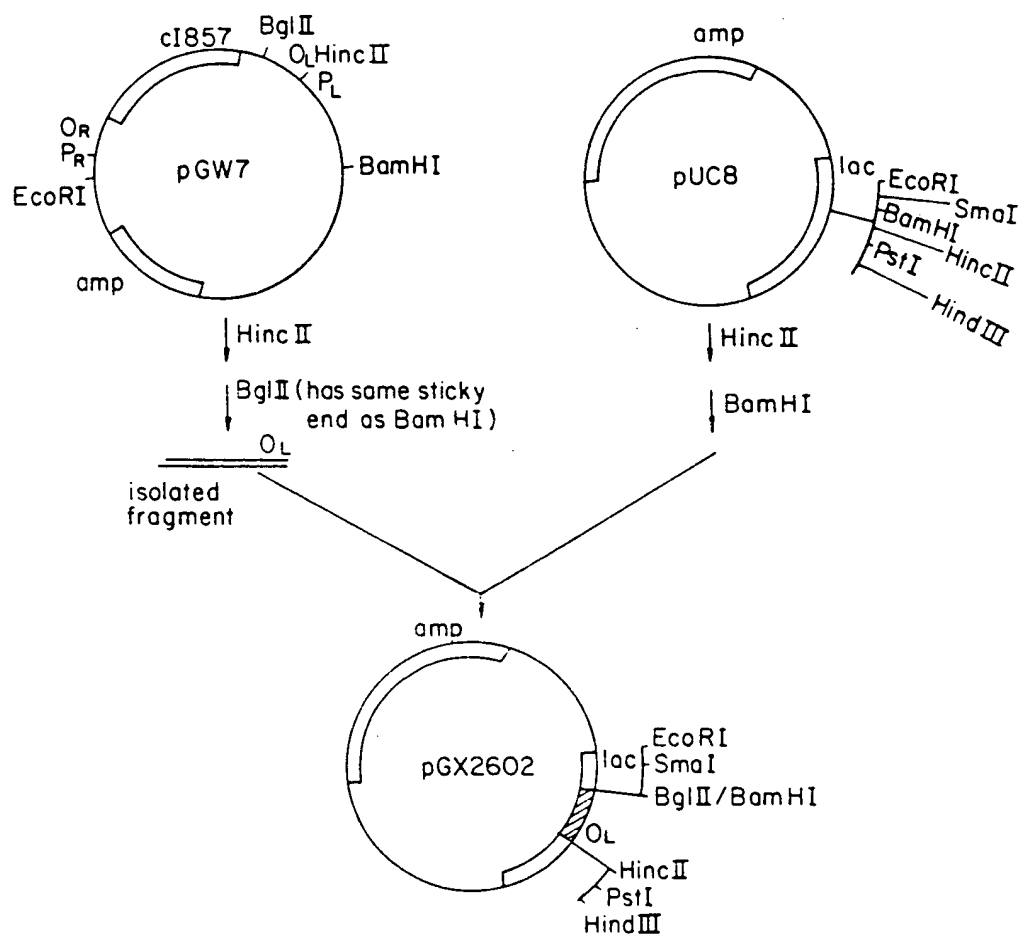 cI857
BglII
OL HincII
PL
OR
PR
EcoRI
pGW7
BamHI
amp
amp
pUC8
lac
EcoRI
SmaI
BamHI
HincII
PstI
HindIII
HincII
BglII (has same sticky
end as Bam HI)
OL
isolated
fragment
HincII
BamHI
amp
pGX2602
lac
EcoRI
SmaI
BglII/BamHI
OL
HincII
PstI
HindIII